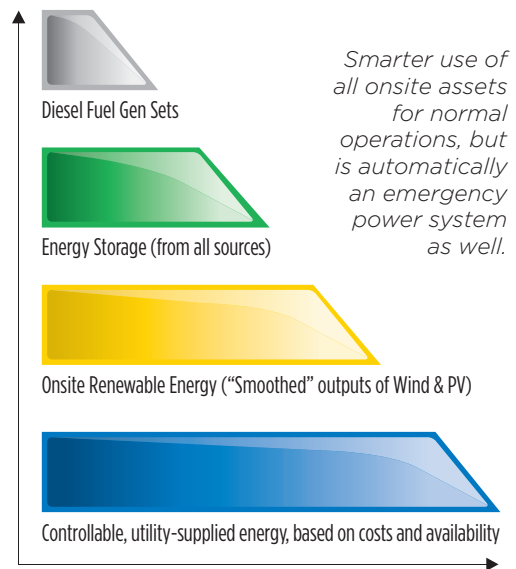 Smarter use of
all onsite assets
for normal
operations, but
is automatically
an emergency
power system
as well.
Diesel Fuel Gen Sets
Energy Storage (from all sources)
Onsite Renewable Energy (“Smoothed” outputs of Wind & PV)
Controllable, utility-supplied energy, based on costs and availability